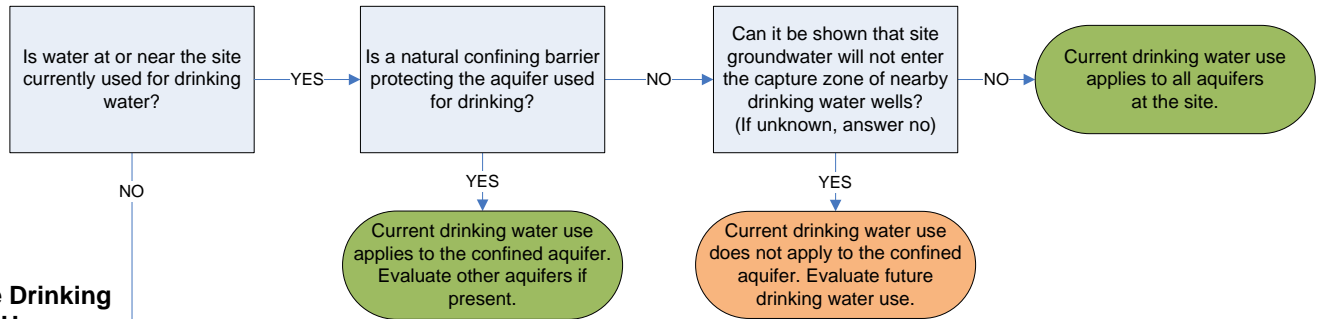 Is water at or near the site
currently used for drinking
water?
YES
Is a natural confining barrier
protecting the aquifer used
for drinking?
NO
Can it be shown that site
groundwater will not enter
the capture zone of nearby
drinking water wells?
(If unknown, answer no)
NO
Current drinking water use
applies to all aquifers
at the site.
NO
YES
YES
Current drinking water use
applies to the confined aquifer.
Evaluate other aquifers if
present.
Current drinking water use
does not apply to the confined
aquifer. Evaluate future
drinking water use.
Drinking